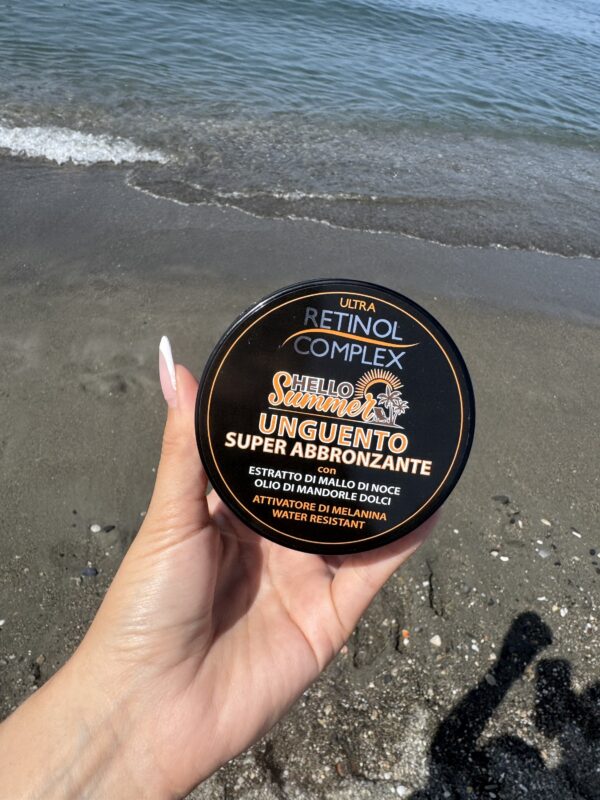 ULTRA
RETINOL
COMPLEX
HELLO
Summer
UNGUENTO
SUPER ABBRONZANTE
con
ESTRATTO DI MALLO DI NOCE
OLIO DI MANDORLE DOLCI
ATTIVATORE DI MELANINA
WATER RESISTANT